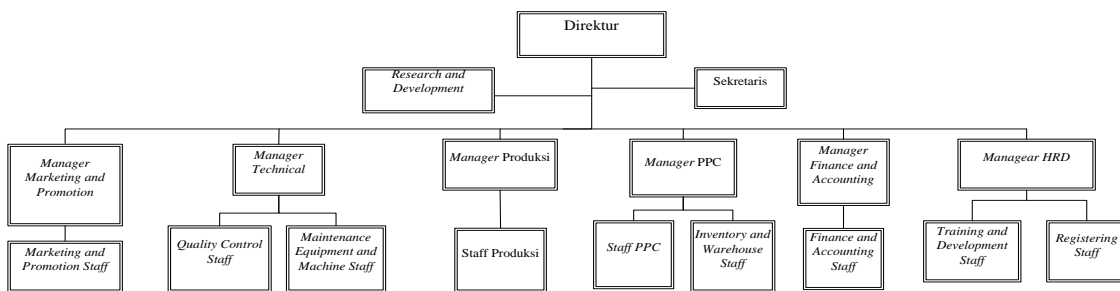 Direktur
Research and
Development
Sekretaris
Manager
Marketing and
Promotion
Manager
Technical
Manager Produksi
Manager PPC
Manager
Finance and
Accounting
Managear HRD
Marketing and
Promotion Staff
Quality Control
Staff
Maintenance
Equipment and
Machine Staff
Staff Produksi
Staff PPC
Inventory and
Warehouse
Staff
Finance and
Accounting
Staff
Training and
Development
Staff
Registering
Staff